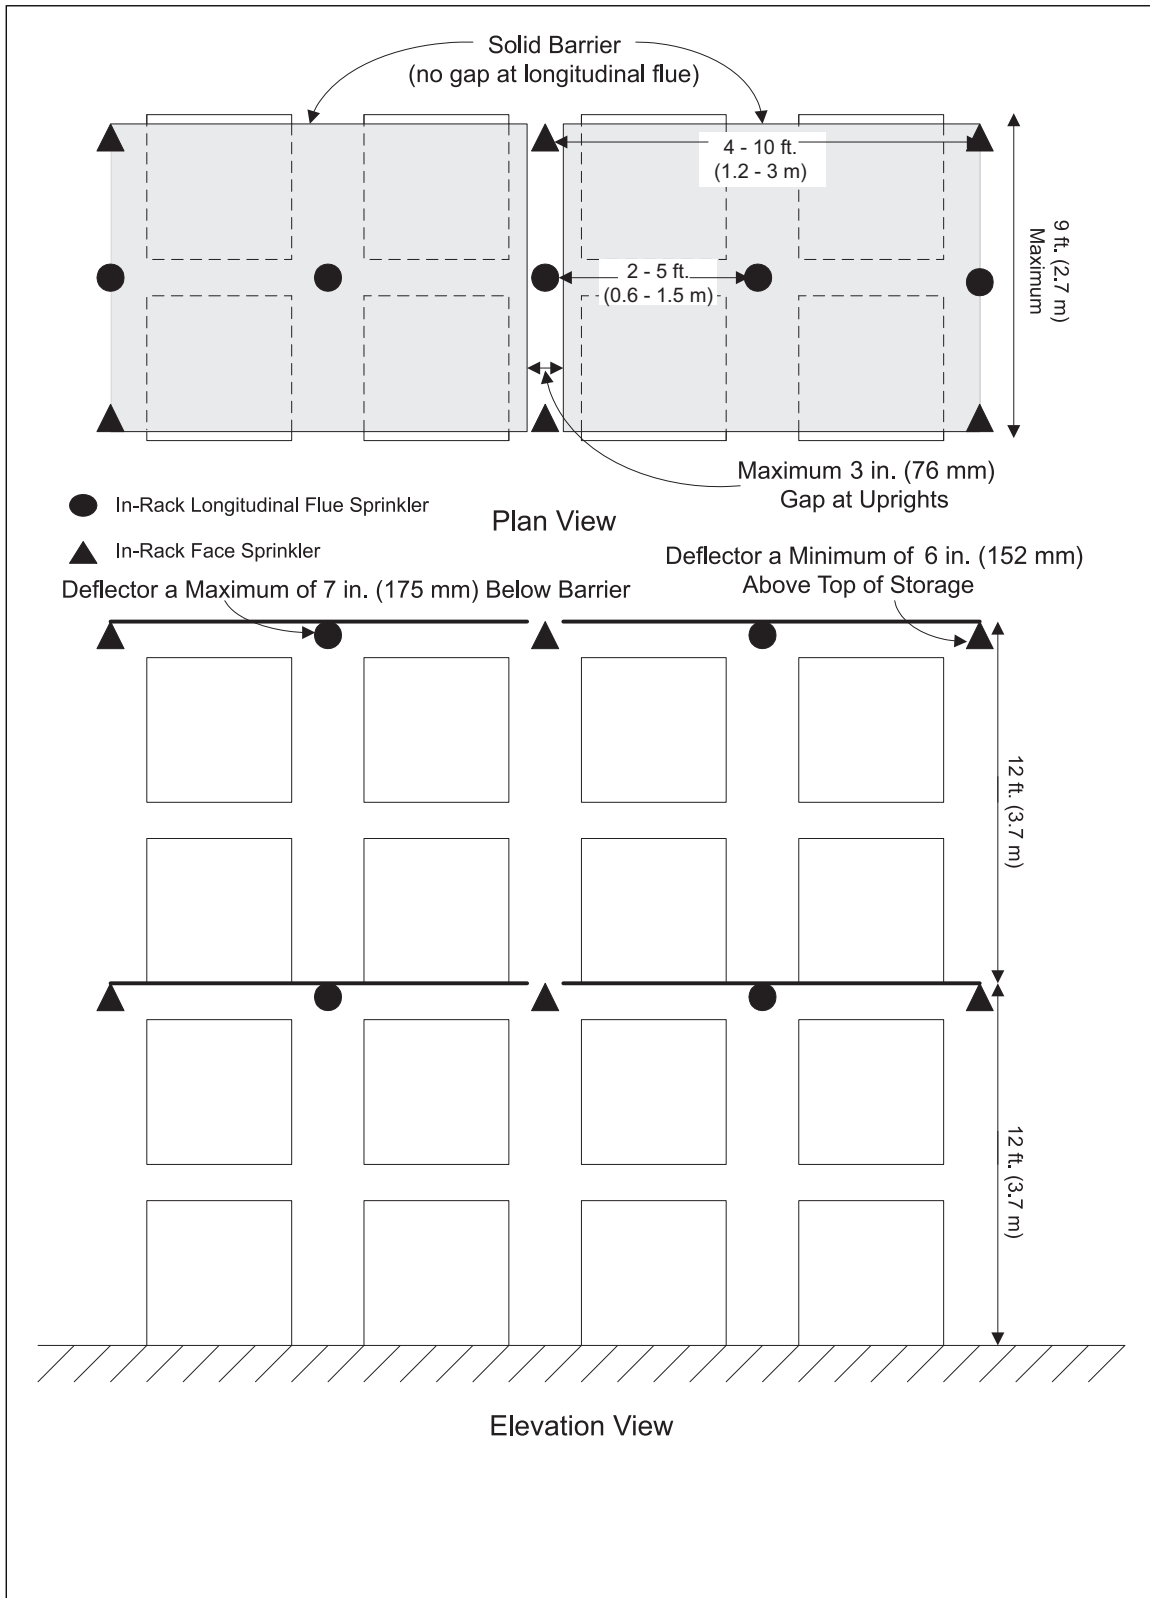 Solid Barrier
(no gap at longitudinal flue)
4 - 10 ft.
(1.2 - 3 m)
9 ft. (2.7 m)
Maximum
2 - 5 ft.
(0.6 - 1.5 m)
Maximum 3 in. (76 mm)
Gap at Uprights
In-Rack Longitudinal Flue Sprinkler
Plan View
In-Rack Face Sprinkler
Deflector a Minimum of 6 in. (152 mm)
Above Top of Storage
Deflector a Maximum of 7 in. (175 mm) Below Barrier
12 ft. (3.7 m)
12 ft. (3.7 m)
Elevation View